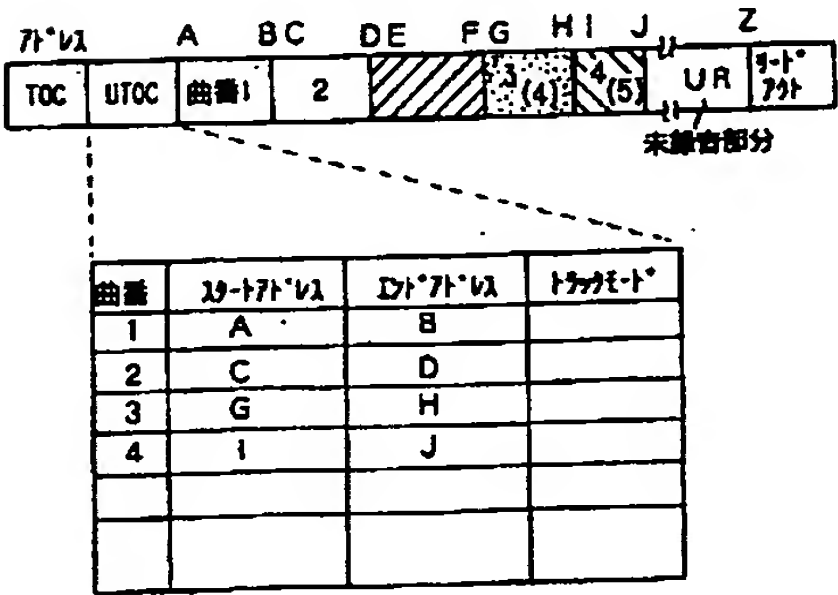 アドレス A B C D E F G H I J Z
TOC UTOC 曲番1 2 3 (4) 4 (5) UR リードアウト
未録音部分
曲番 スタートアドレス エンドアドレス トラックモード
1 A B
2 C D
3 G H
4 I J